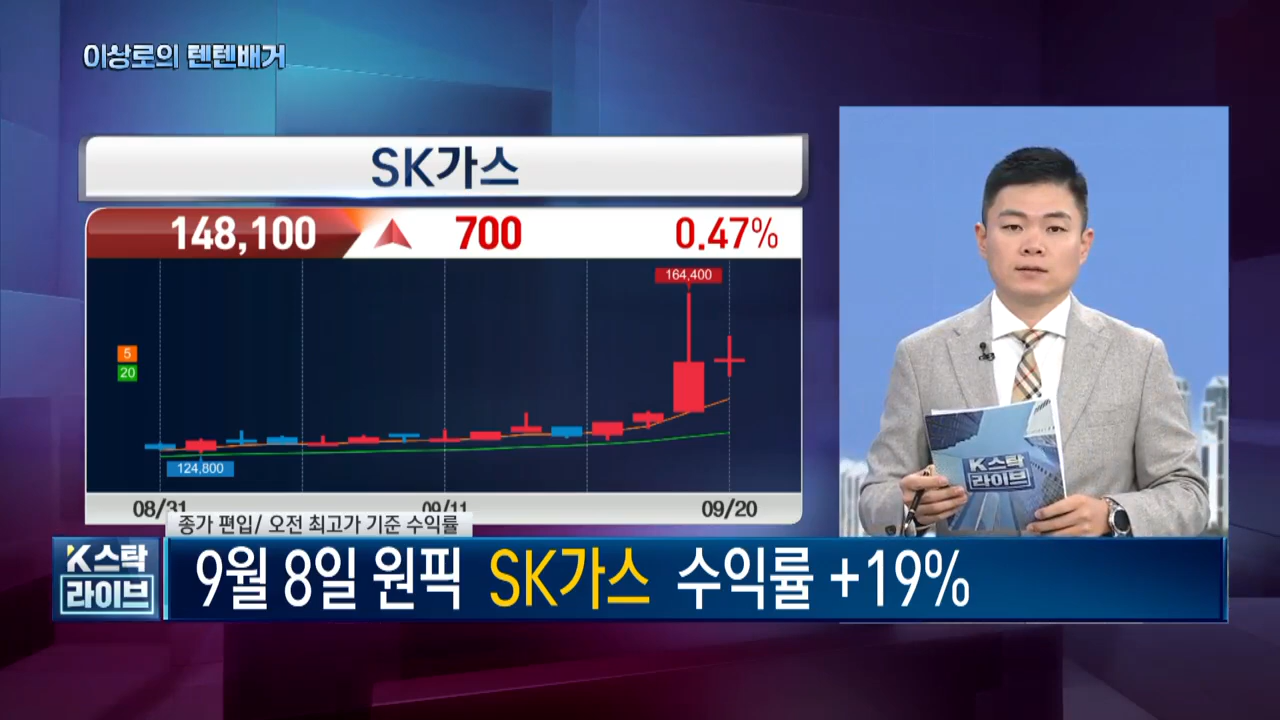 이상로의 텐텐배거
SK가스
148,100 ▲ 700 0.47%
164,400
5
20
124,800
08/31 09/11 09/20
종가 편입/ 오전 최고가 기준 수익률
K스탁
라이브
9월 8일 원픽 SK가스 수익률 +19%
K스탁
라이브